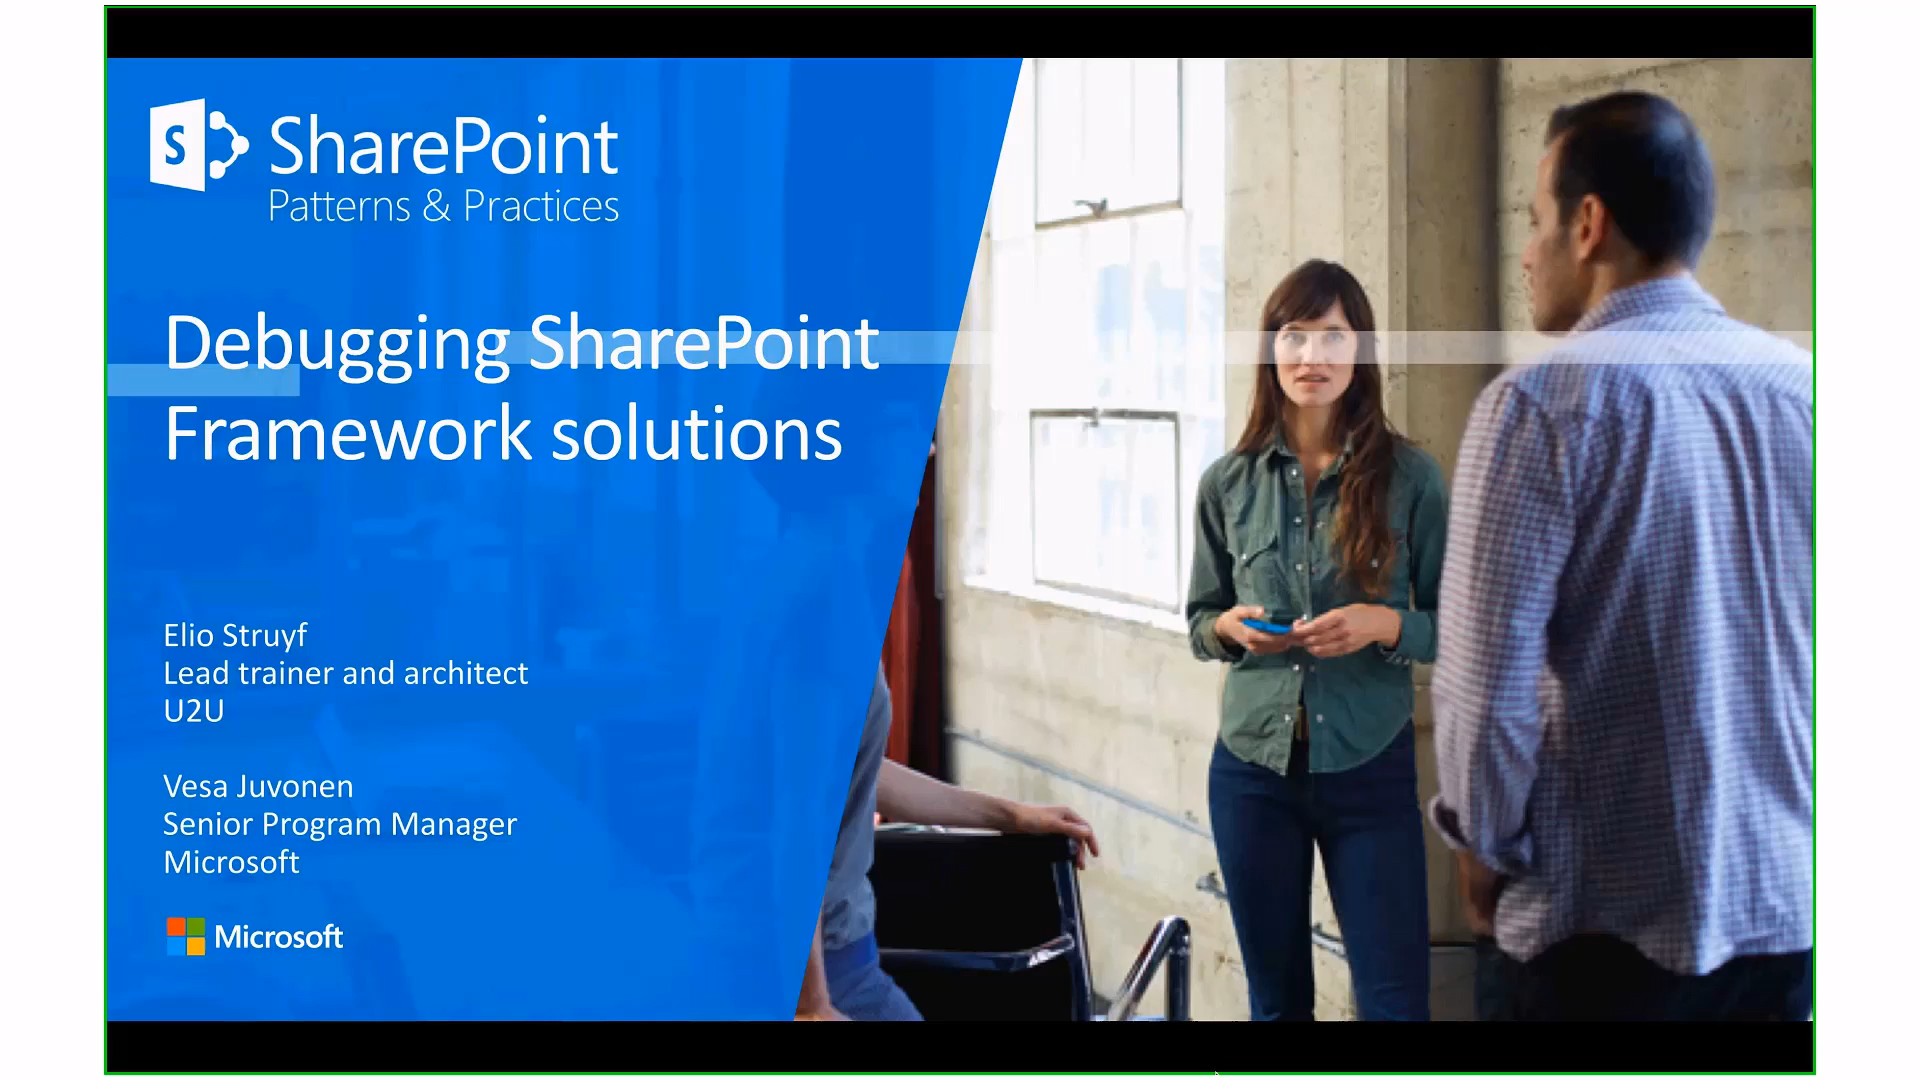 S
SharePoint
Patterns & Practices
Debugging SharePoint
Framework solutions
Elio Struyf
Lead trainer and architect
U2U
Vesa Juvonen
Senior Program Manager
Microsoft
Microsoft